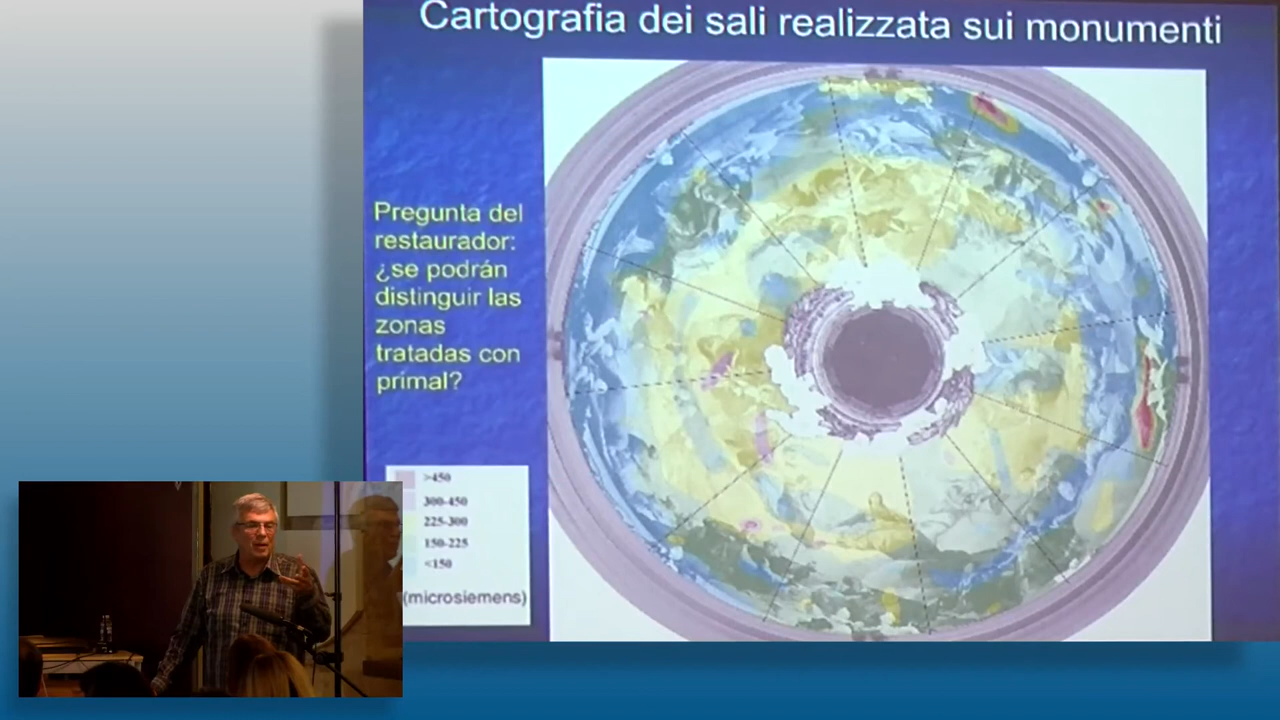 Cartografia dei sali realizzata sui monumenti
Pregunta del
restaurador:
¿se podrán
distinguir las
zonas
tratadas con
primal?
>450
300-450
225-300
150-225
<150
(microsiemens)